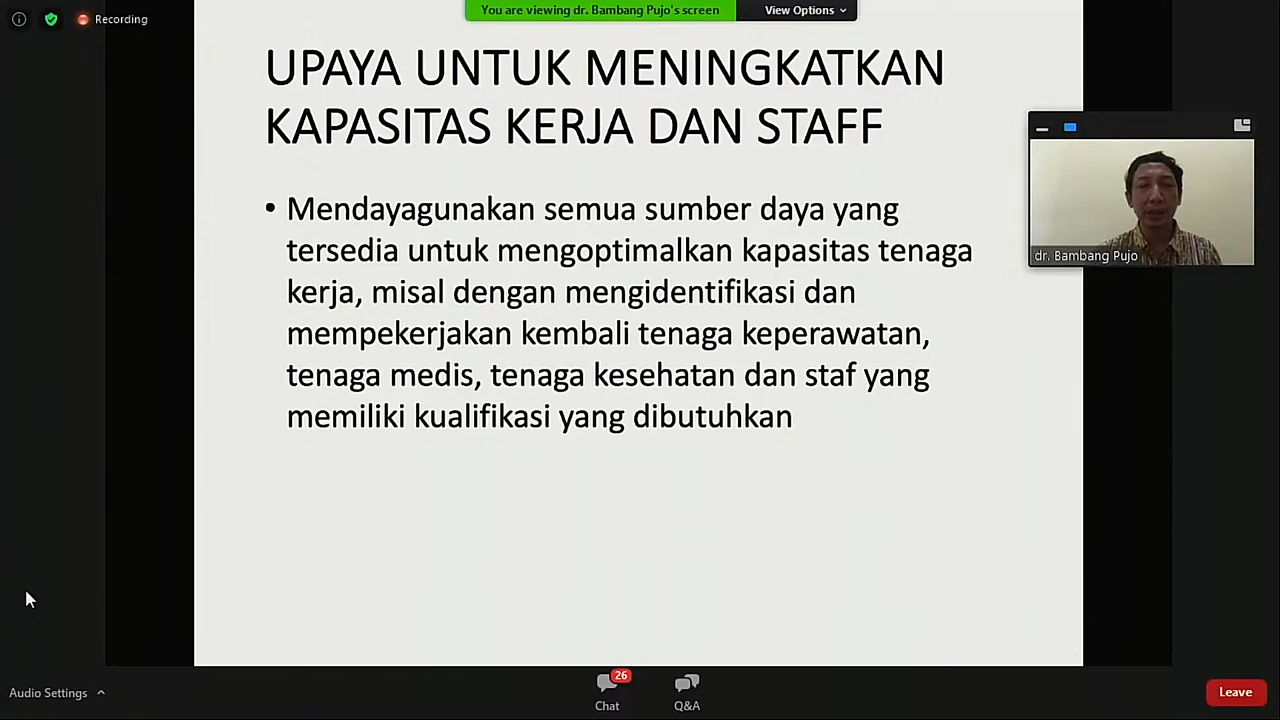 Recording
You are viewing dr. Bambang Pujo's screen
View Options
UPAYA UNTUK MENINGKATKAN
KAPASITAS KERJA DAN STAFF
• Mendayagunakan semua sumber daya yang
tersedia untuk mengoptimalkan kapasitas tenaga
kerja, misal dengan mengidentifikasi dan
mempekerjakan kembali tenaga keperawatan,
tenaga medis, tenaga kesehatan dan staf yang
memiliki kualifikasi yang dibutuhkan
dr. Bambang Pujo
Audio Settings
26
Chat
Q&A
Leave